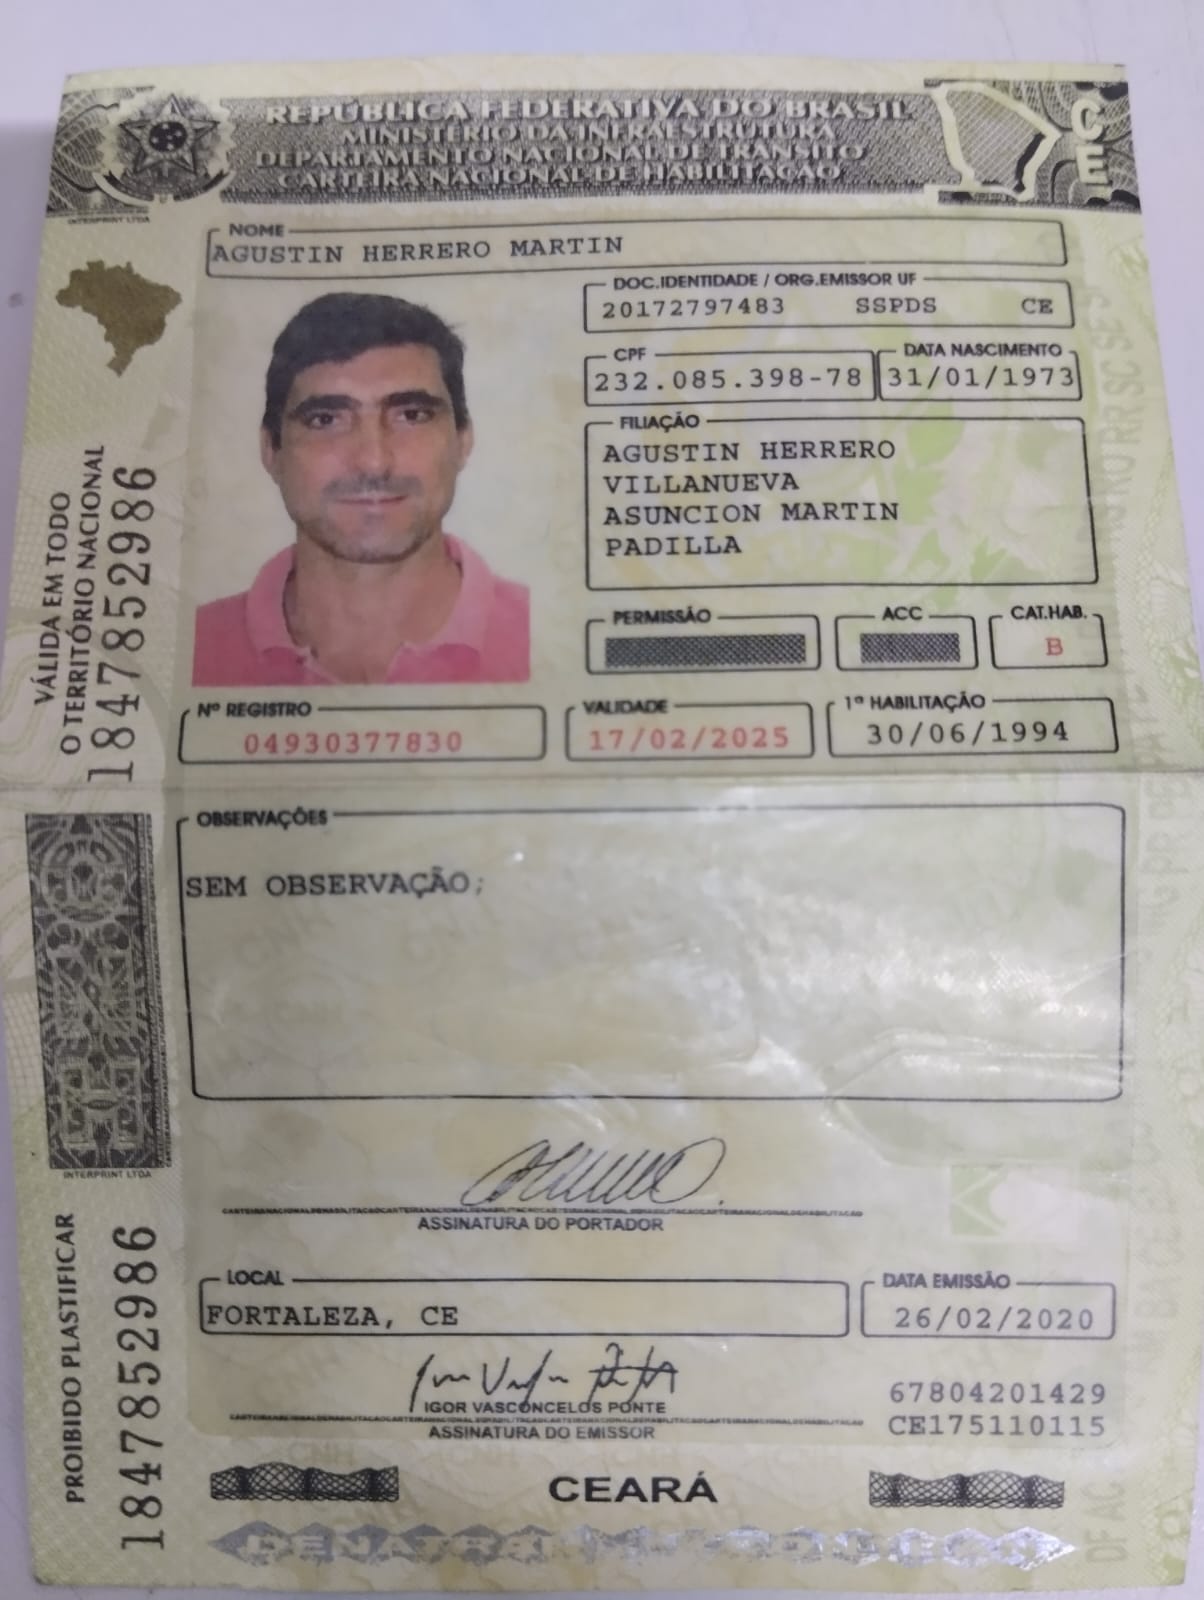 REPÚBLICA FEDERATIVA DO BRASIL
MINISTÉRIO DA INFRAESTRUTURA
DEPARTAMENTO NACIONAL DE TRÂNSITO
CARTEIRA NACIONAL DE HABILITAÇÃO
CE
INTERPRINT LTDA
NOME
AGUSTIN HERRERO MARTIN
DOC.IDENTIDADE / ORG.EMISSOR UF
20172797483 SSPDS CE
CPF
232.085.398-78
DATA NASCIMENTO
31/01/1973
FILIAÇÃO
AGUSTIN HERRERO
VILLANUEVA
ASUNCION MARTIN
PADILLA
PERMISSÃO
ACC
CAT.HAB.
B
Nº REGISTRO
04930377830
VALIDADE
17/02/2025
1ª HABILITAÇÃO
30/06/1994
VÁLIDA EM TODO
O TERRITÓRIO NACIONAL
1847852986
OBSERVAÇÕES
SEM OBSERVAÇÃO;
INTERPRINT LTDA
ASSINATURA DO PORTADOR
LOCAL
FORTALEZA, CE
DATA EMISSÃO
26/02/2020
IGOR VASCONCELOS PONTE
ASSINATURA DO EMISSOR
67804201429
CE175110115
PROIBIDO PLASTIFICAR
1847852986
CEARÁ